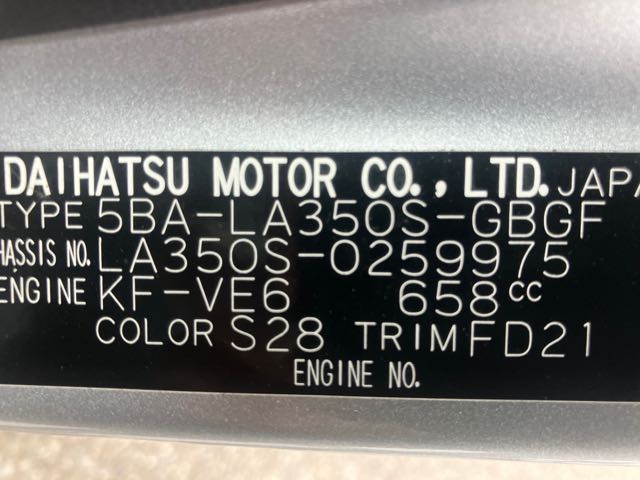 DAIHATSU MOTOR CO., LTD. JAPA
TYPE 5BA-LA350S-GBGF
CHASSIS NO. LA350S-0259975
ENGINE KF-VE6 658cc
COLOR S28 TRIM FD21
ENGINE NO.